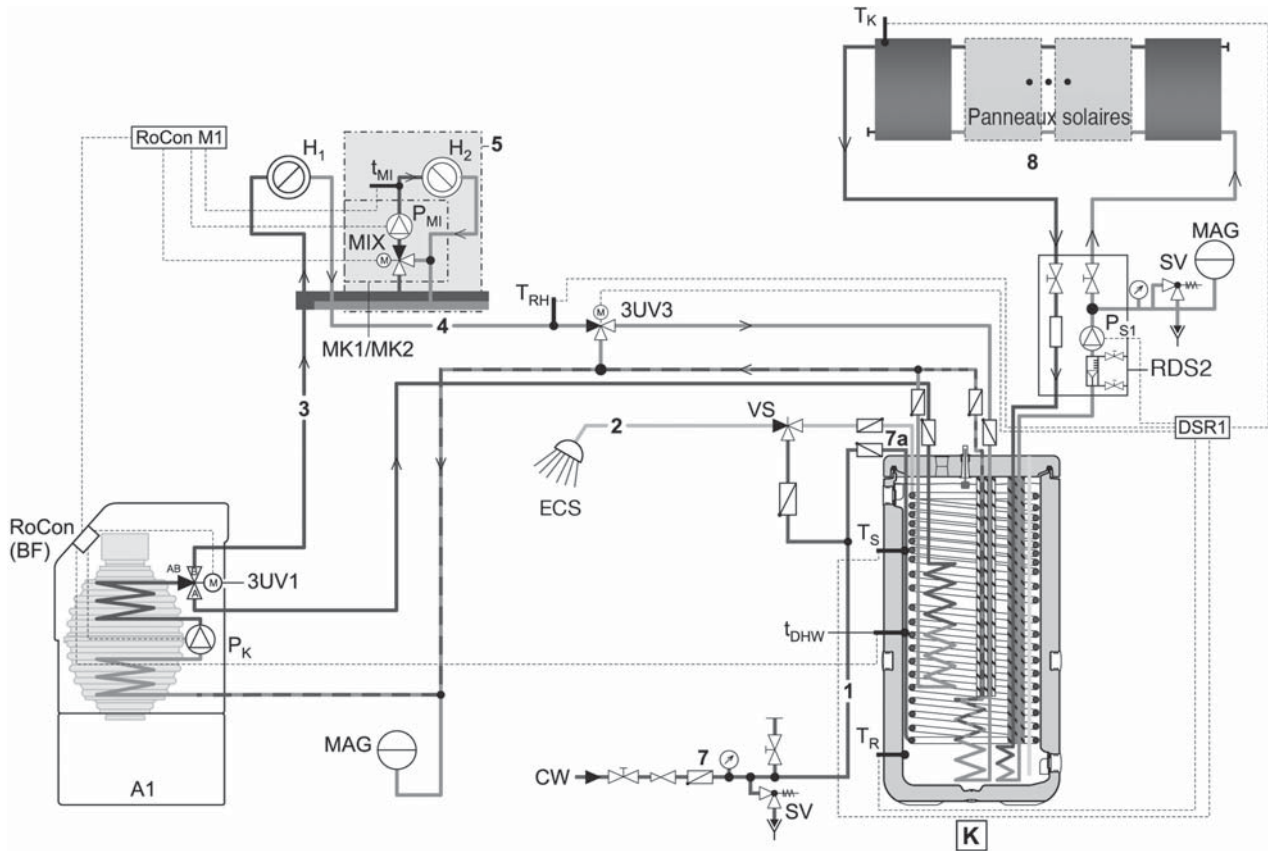 T_K
Panneaux solaires
8
RoCon M1
H₁
H₂
5
t_MI
P_MI
MIX
M
MAG
SV
T_RH
M
3UV3
P_S1
4
MK1/MK2
RDS2
3
VS
2
7a
DSR1
ECS
RoCon
(BF)
T_S
AB
B
M
3UV1
A
t_DHW
P_K
1
MAG
7
T_R
CW
A1
SV
K